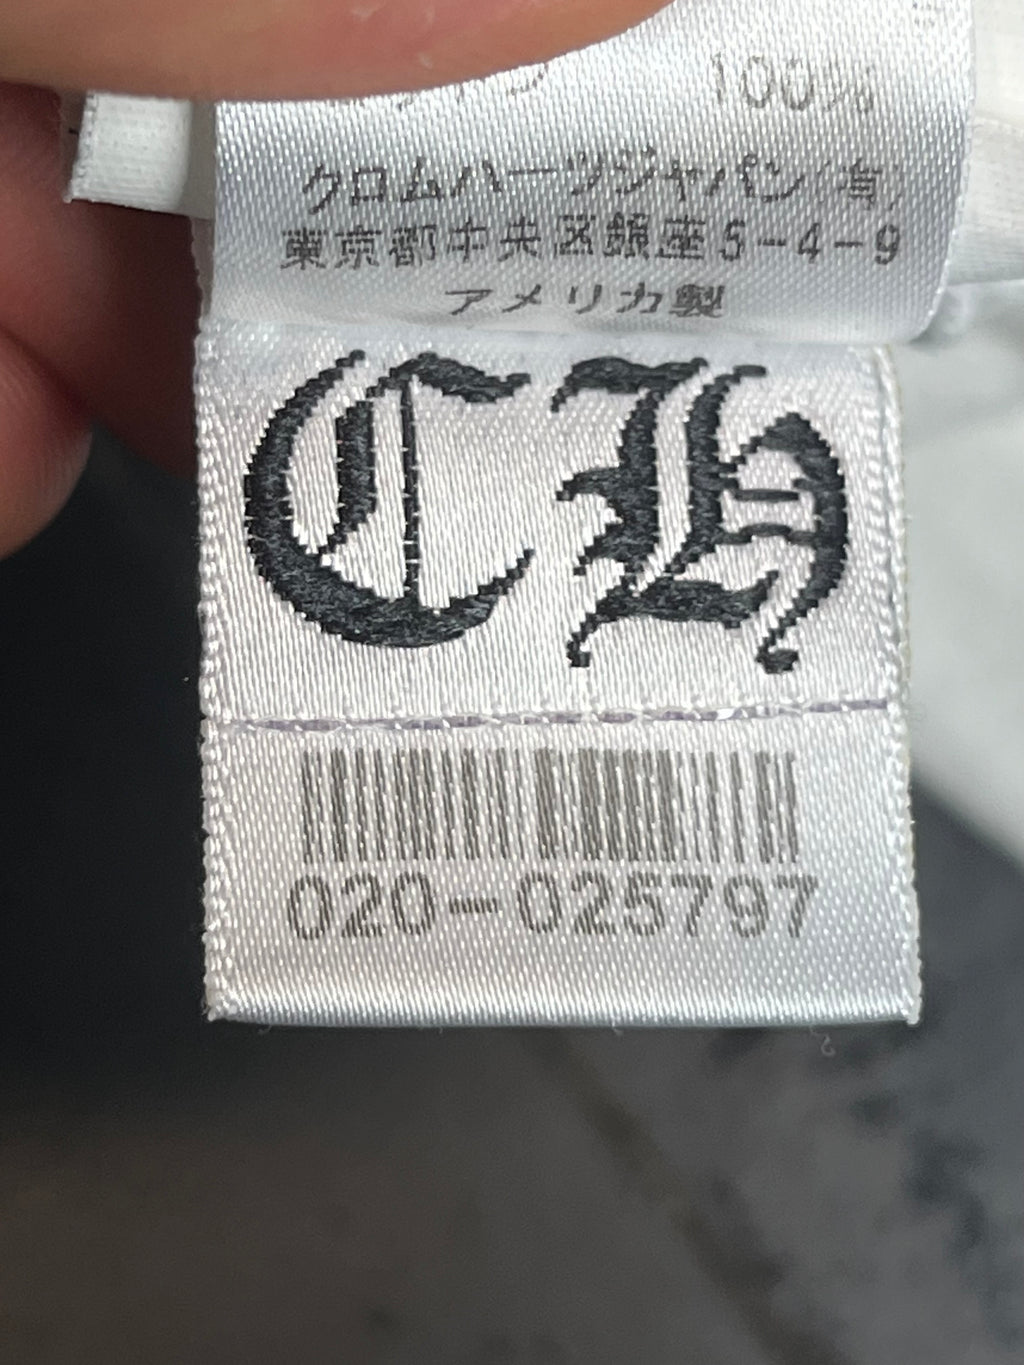 100%
クロムハーツジャパン(有)
東京都中央区銀座5-4-9
アメリカ製
CH
020-025797